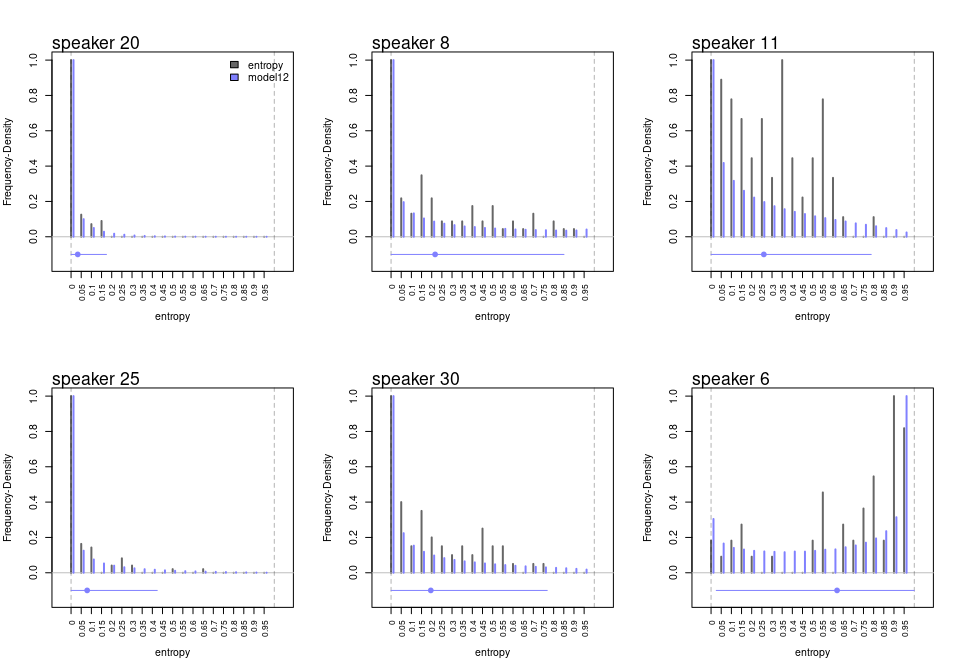 speaker 20
entropy
model12
Frequency-Density
0.0 0.2 0.4 0.6 0.8 1.0
0 0.05 0.1 0.15 0.2 0.25 0.3 0.35 0.4 0.45 0.5 0.55 0.6 0.65 0.7 0.75 0.8 0.85 0.9 0.95
entropy
speaker 8
Frequency-Density
0.0 0.2 0.4 0.6 0.8 1.0
0 0.05 0.1 0.15 0.2 0.25 0.3 0.35 0.4 0.45 0.5 0.55 0.6 0.65 0.7 0.75 0.8 0.85 0.9 0.95
entropy
speaker 11
Frequency-Density
0.0 0.2 0.4 0.6 0.8 1.0
0 0.05 0.1 0.15 0.2 0.25 0.3 0.35 0.4 0.45 0.5 0.55 0.6 0.65 0.7 0.75 0.8 0.85 0.9 0.95
entropy
speaker 25
Frequency-Density
0.0 0.2 0.4 0.6 0.8 1.0
0 0.05 0.1 0.15 0.2 0.25 0.3 0.35 0.4 0.45 0.5 0.55 0.6 0.65 0.7 0.75 0.8 0.85 0.9 0.95
entropy
speaker 30
Frequency-Density
0.0 0.2 0.4 0.6 0.8 1.0
0 0.05 0.1 0.15 0.2 0.25 0.3 0.35 0.4 0.45 0.5 0.55 0.6 0.65 0.7 0.75 0.8 0.85 0.9 0.95
entropy
speaker 6
Frequency-Density
0.0 0.2 0.4 0.6 0.8 1.0
0 0.05 0.1 0.15 0.2 0.25 0.3 0.35 0.4 0.45 0.5 0.55 0.6 0.65 0.7 0.75 0.8 0.85 0.9 0.95
entropy